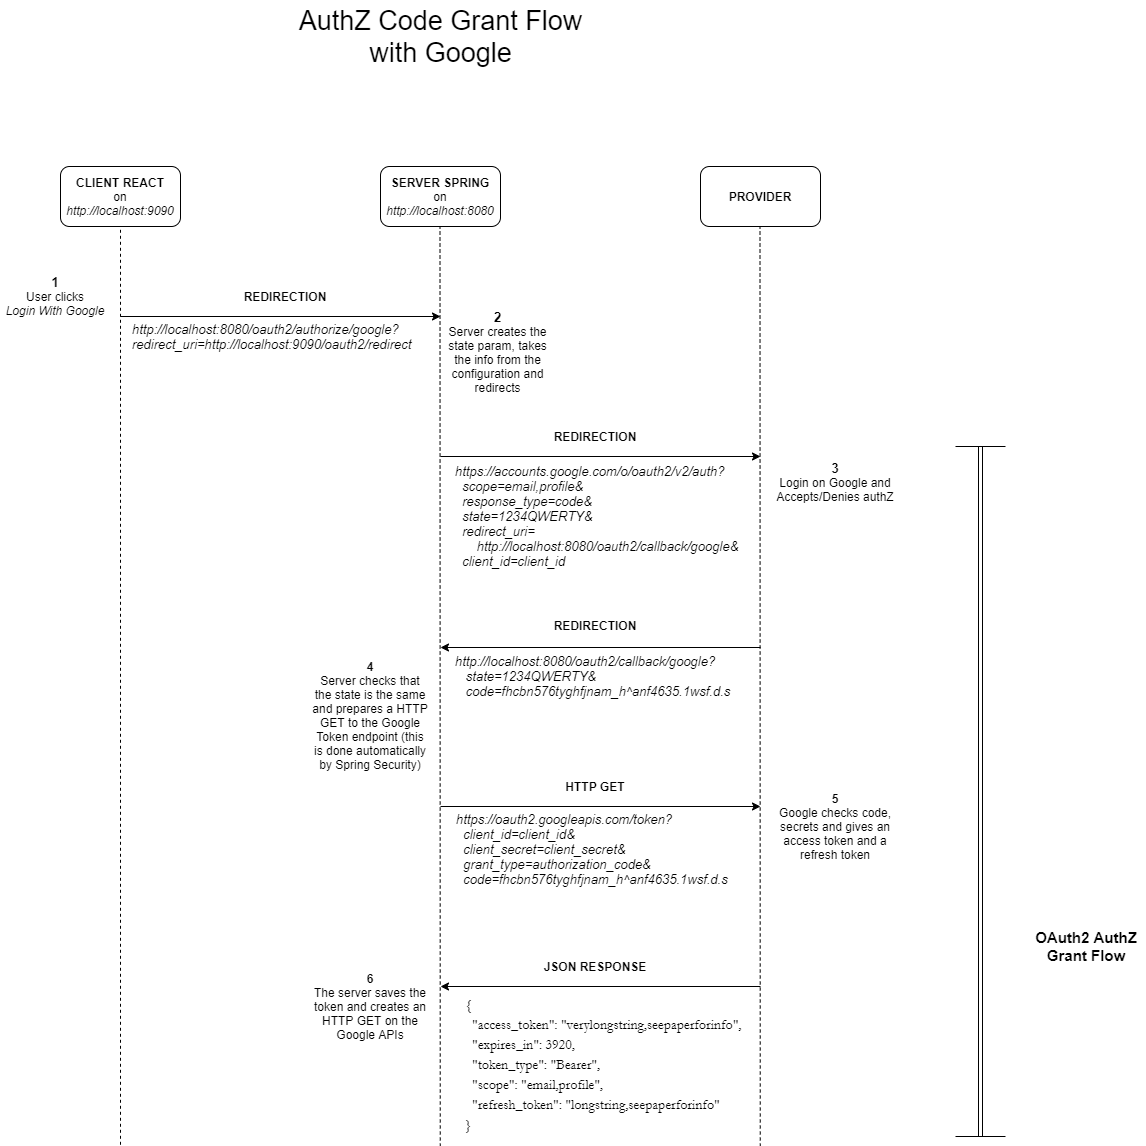 AuthZ Code Grant Flow
with Google
CLIENT REACT
on
http://localhost:9090
SERVER SPRING
on
http://localhost:8080
PROVIDER
1
User clicks
Login With Google
REDIRECTION
http://localhost:8080/oauth2/authorize/google?
redirect_uri=http://localhost:9090/oauth2/redirect
2
Server creates the
state param, takes
the info from the
configuration and
redirects
REDIRECTION
https://accounts.google.com/o/oauth2/v2/auth?
scope=email,profile&
response_type=code&
state=1234QWERTY&
redirect_uri=
http://localhost:8080/oauth2/callback/google&
client_id=client_id
3
Login on Google and
Accepts/Denies authZ
REDIRECTION
http://localhost:8080/oauth2/callback/google?
state=1234QWERTY&
code=fhcbn576tyghfjnam_h^anf4635.1wsf.d.s
4
Server checks that
the state is the same
and prepares a HTTP
GET to the Google
Token endpoint (this
is done automatically
by Spring Security)
HTTP GET
https://oauth2.googleapis.com/token?
client_id=client_id&
client_secret=client_secret&
grant_type=authorization_code&
code=fhcbn576tyghfjnam_h^anf4635.1wsf.d.s
5
Google checks code,
secrets and gives an
access token and a
refresh token
OAuth2 AuthZ
Grant Flow
JSON RESPONSE
6
The server saves the
token and creates an
HTTP GET on the
Google APIs
{
"access_token": "verylongstring,seepaperforinfo",
"expires_in": 3920,
"token_type": "Bearer",
"scope": "email,profile",
"refresh_token": "longstring,seepaperforinfo"
}